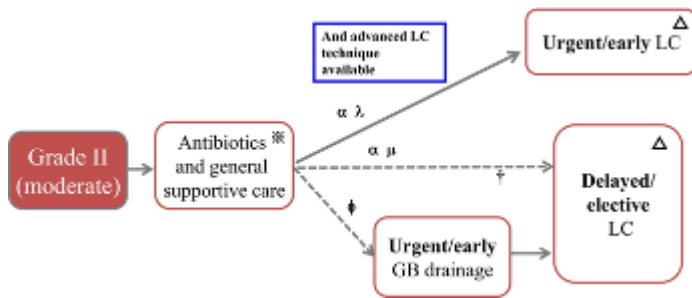 And advanced LC
technique
available
△
Urgent/early LC
α λ
Grade II
(moderate)
Antibiotics ※
and general
supportive care
α μ
†
△
Delayed/
elective
LC
ϕ
Urgent/early
GB drainage